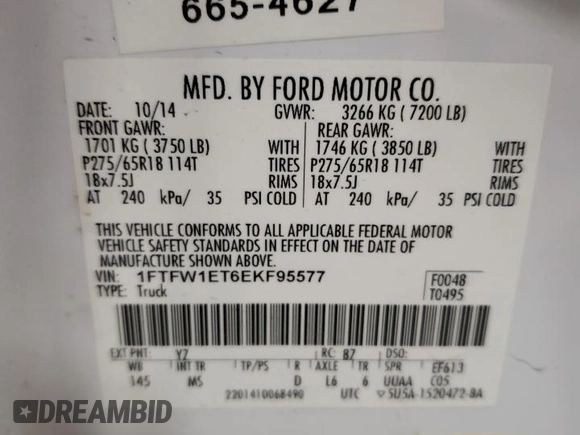 665-4627
MFD. BY FORD MOTOR CO.
DATE: 10/14 GVWR: 3266 KG ( 7200 LB)
FRONT GAWR: REAR GAWR:
1701 KG ( 3750 LB) WITH 1746 KG ( 3850 LB) WITH
P275/65R18 114T TIRES P275/65R18 114T TIRES
18x7.5J RIMS 18x7.5J RIMS
AT 240 kPa/ 35 PSI COLD AT 240 kPa/ 35 PSI COLD
THIS VEHICLE CONFORMS TO ALL APPLICABLE FEDERAL MOTOR
VEHICLE SAFETY STANDARDS IN EFFECT ON THE DATE OF
MANUFACTURE SHOWN ABOVE.
VIN: 1FTFW1ET6EKF95577 F0048
TYPE: Truck T0495
EXT PNT: YZ RC: 87 DSO:
WB INT TR TP/PS R AXLE TR SPR EF613
145 MS D L6 6 UUAA C05
2201410068490 UTC 5U5A-1520472-BA
DREAMBID